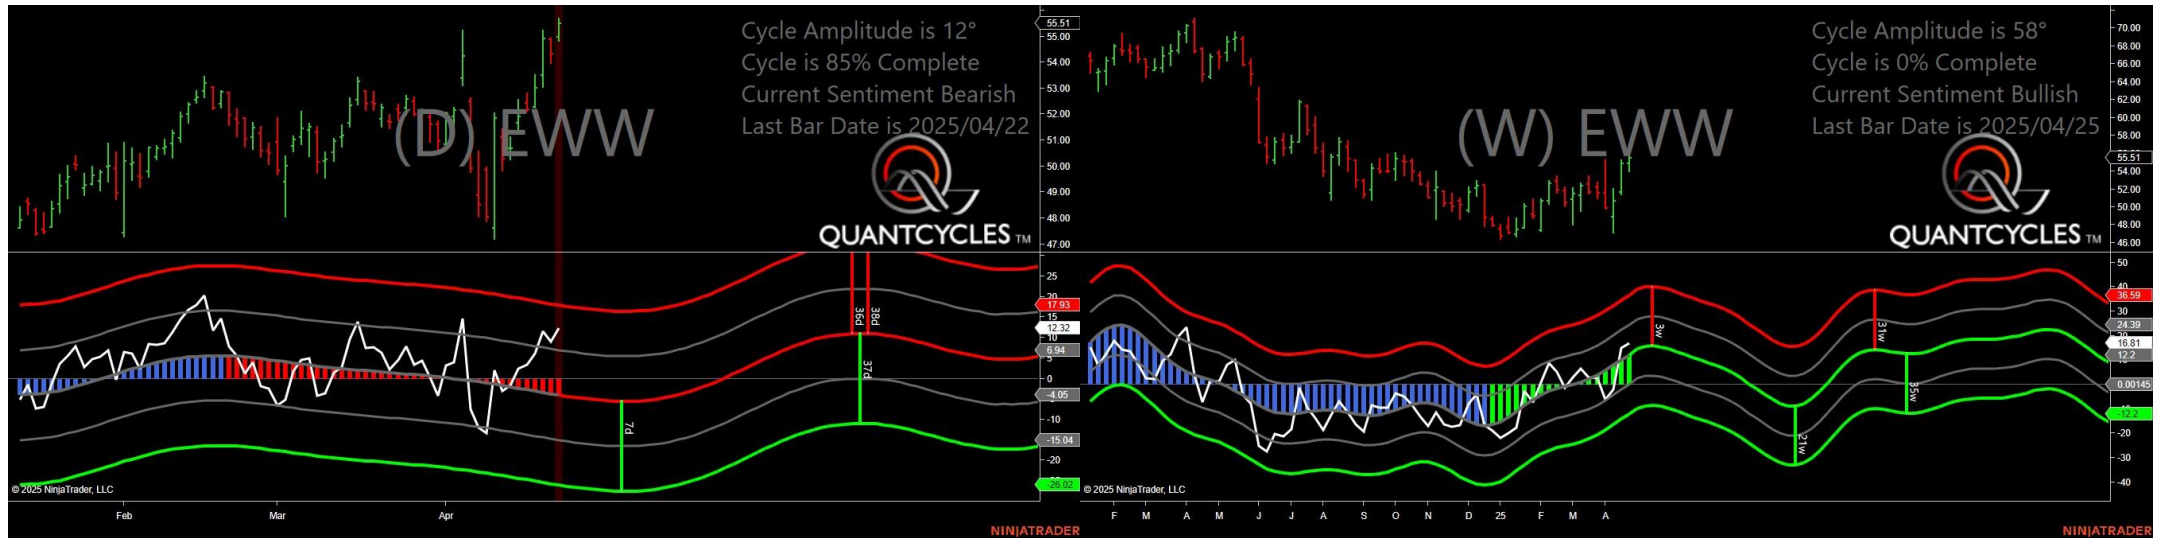 Cycle Amplitude is 12°
Cycle is 85% Complete
Current Sentiment Bearish
Last Bar Date is 2025/04/22
(D) EWW
QUANTCYCLES TM
55.51
55.00
54.00
53.00
52.00
51.00
50.00
49.00
48.00
47.00
25
20
17.93
15
12.32
10
6.94
5
0
-4.05
-10
-15.04
-20
-26.02
36d
38d
37d
7d
© 2025 NinjaTrader, LLC
Feb Mar Apr
NINJATRADER
Cycle Amplitude is 58°
Cycle is 0% Complete
Current Sentiment Bullish
Last Bar Date is 2025/04/25
(W) EWW
QUANTCYCLES TM
70.00
68.00
66.00
64.00
62.00
60.00
58.00
55.51
54.00
52.00
50.00
48.00
46.00
50
40
36.59
30
24.39
16.81
12.2
0.00145
-12.2
-20
-30
-40
3w
31w
35w
21w
© 2025 NinjaTrader, LLC
F M A M J J A S O N D 25 F M A
NINJATRADER